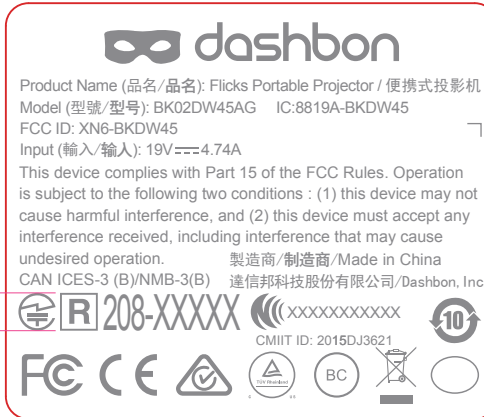 dashbon
Product Name (品名/品名): Flicks Portable Projector / 便携式投影机
Model (型號/型号): BK02DW45AG IC:8819A-BKDW45
FCC ID: XN6-BKDW45
Input (輸入/输入): 19V⎓4.74A
This device complies with Part 15 of the FCC Rules. Operation
is subject to the following two conditions : (1) this device may not
cause harmful interference, and (2) this device must accept any
interference received, including interference that may cause
undesired operation. 製造商/制造商/Made in China
CAN ICES-3 (B)/NMB-3(B) 達信邦科技股份有限公司/Dashbon, Inc
R 208-XXXXX XXXXXXXXXXX 10
CMIIT ID: 2015DJ3621
FC CE TÜV Rheinland BC